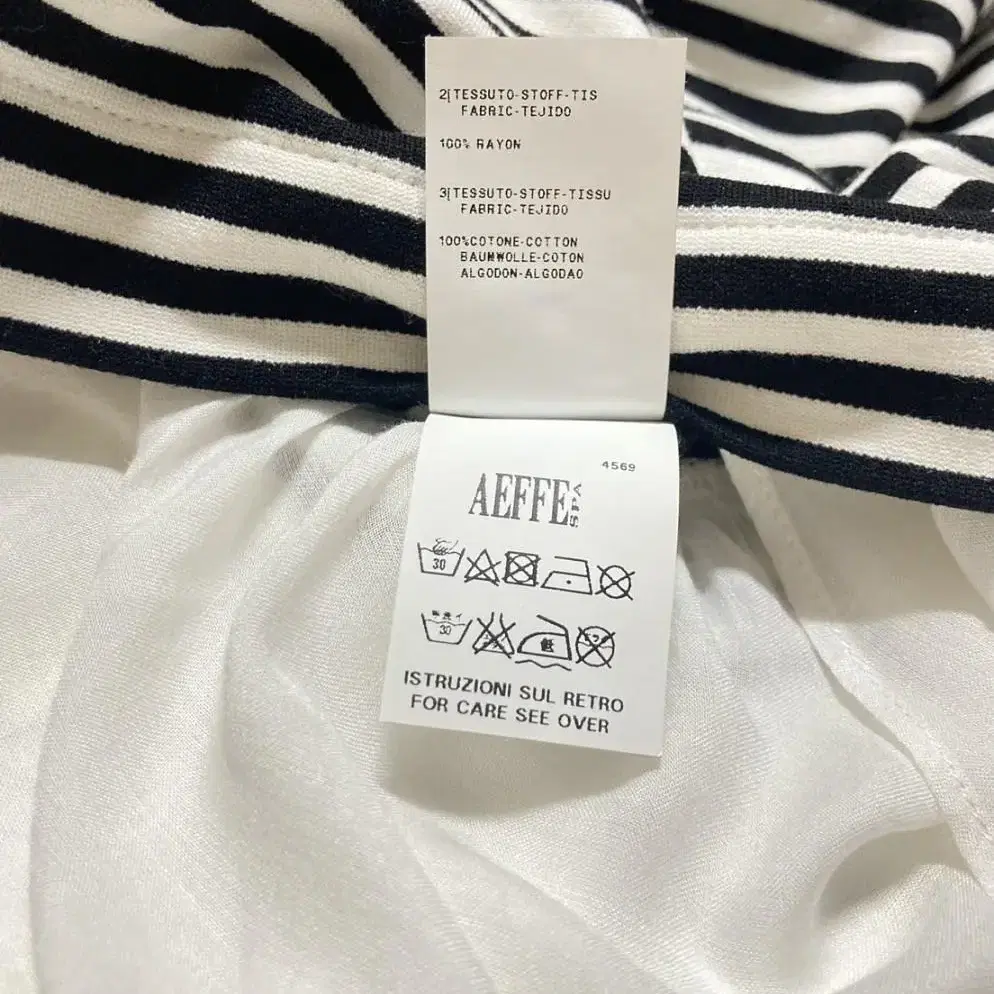 2[TESSUTO-STOFF-TIS
FABRIC-TEJIDO
100% RAYON
3[TESSUTO-STOFF-TISSU
FABRIC-TEJIDO
100%COTONE-COTTON
BAUMWOLLE-COTON
ALGODON-ALGODAO
4569
AEFFE SPA
30
30
ISTRUZIONI SUL RETRO
FOR CARE SEE OVER